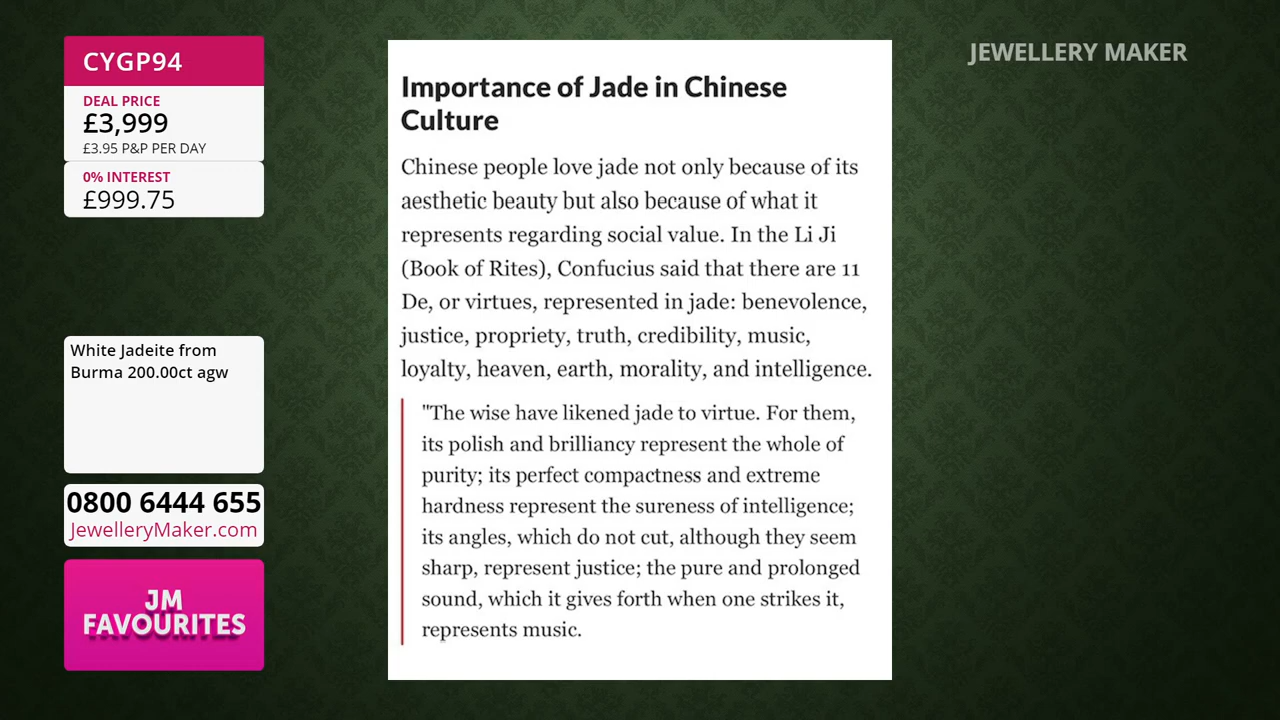 CYGP94
DEAL PRICE
£3,999
£3.95 P&P PER DAY
0% INTEREST
£999.75
White Jadeite from
Burma 200.00ct agw
0800 6444 655
JewelleryMaker.com
JM
FAVOURITES
Importance of Jade in Chinese
Culture
Chinese people love jade not only because of its
aesthetic beauty but also because of what it
represents regarding social value. In the Li Ji
(Book of Rites), Confucius said that there are 11
De, or virtues, represented in jade: benevolence,
justice, propriety, truth, credibility, music,
loyalty, heaven, earth, morality, and intelligence.
"The wise have likened jade to virtue. For them,
its polish and brilliancy represent the whole of
purity; its perfect compactness and extreme
hardness represent the sureness of intelligence;
its angles, which do not cut, although they seem
sharp, represent justice; the pure and prolonged
sound, which it gives forth when one strikes it,
represents music.
JEWELLERY MAKER